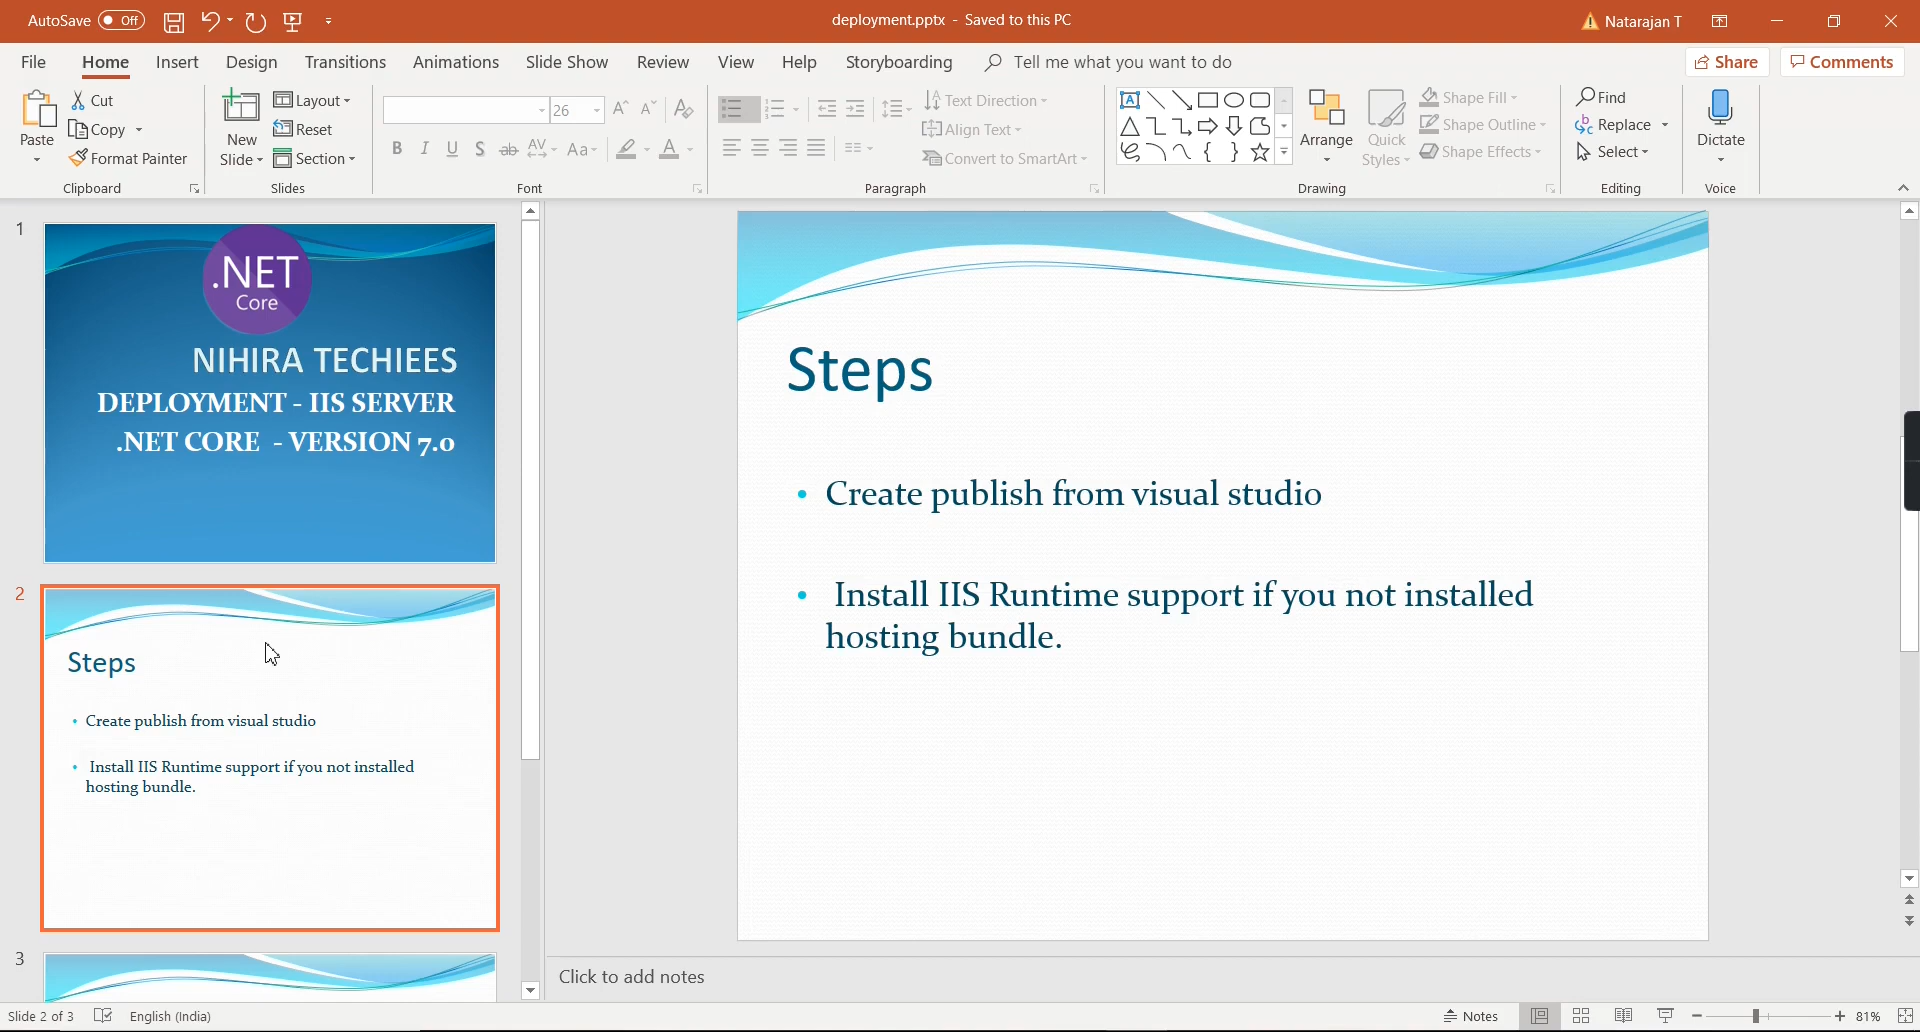 AutoSave Off
deployment.pptx - Saved to this PC
Natarajan T
File Home Insert Design Transitions Animations Slide Show Review View Help Storyboarding Tell me what you want to do
Share Comments
Paste
Cut
Copy
Format Painter
Clipboard
New
Slide
Layout
Reset
Section
Slides
26
B I U S ab AV Aa A
Font
Text Direction
Align Text
Convert to SmartArt
Paragraph
Arrange
Quick
Styles
Shape Fill
Shape Outline
Shape Effects
Drawing
Find
Replace
Select
Editing
Dictate
Voice
1
.NET
Core
NIHIRA TECHIEES
DEPLOYMENT - IIS SERVER
.NET CORE - VERSION 7.0
2
Steps
• Create publish from visual studio
• Install IIS Runtime support if you not installed
hosting bundle.
3
Steps
• Create publish from visual studio
• Install IIS Runtime support if you not installed
hosting bundle.
Click to add notes
Slide 2 of 3
English (India)
Notes
81%